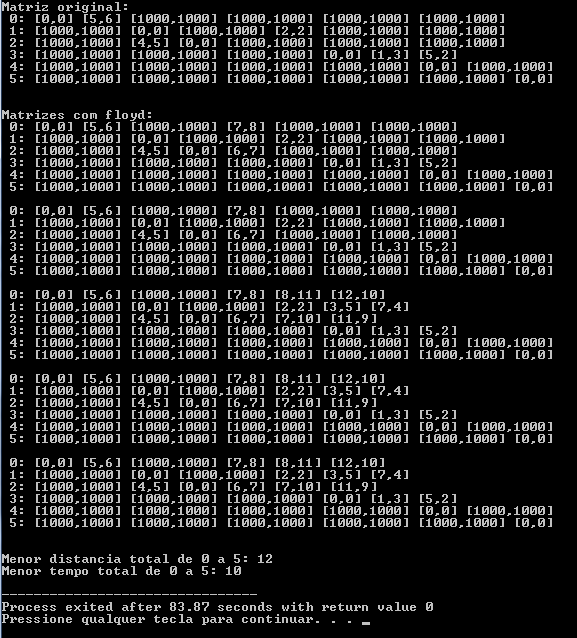 Matriz original:
0: [0,0] [5,6] [1000,1000] [1000,1000] [1000,1000] [1000,1000]
1: [1000,1000] [0,0] [1000,1000] [2,2] [1000,1000] [1000,1000]
2: [1000,1000] [4,5] [0,0] [1000,1000] [1000,1000] [1000,1000]
3: [1000,1000] [1000,1000] [1000,1000] [0,0] [1,3] [5,2]
4: [1000,1000] [1000,1000] [1000,1000] [1000,1000] [0,0] [1000,1000]
5: [1000,1000] [1000,1000] [1000,1000] [1000,1000] [1000,1000] [0,0]
Matrizes com floyd:
0: [0,0] [5,6] [1000,1000] [7,8] [1000,1000] [1000,1000]
1: [1000,1000] [0,0] [1000,1000] [2,2] [1000,1000] [1000,1000]
2: [1000,1000] [4,5] [0,0] [6,7] [1000,1000] [1000,1000]
3: [1000,1000] [1000,1000] [1000,1000] [0,0] [1,3] [5,2]
4: [1000,1000] [1000,1000] [1000,1000] [1000,1000] [0,0] [1000,1000]
5: [1000,1000] [1000,1000] [1000,1000] [1000,1000] [1000,1000] [0,0]
0: [0,0] [5,6] [1000,1000] [7,8] [1000,1000] [1000,1000]
1: [1000,1000] [0,0] [1000,1000] [2,2] [1000,1000] [1000,1000]
2: [1000,1000] [4,5] [0,0] [6,7] [1000,1000] [1000,1000]
3: [1000,1000] [1000,1000] [1000,1000] [0,0] [1,3] [5,2]
4: [1000,1000] [1000,1000] [1000,1000] [1000,1000] [0,0] [1000,1000]
5: [1000,1000] [1000,1000] [1000,1000] [1000,1000] [1000,1000] [0,0]
0: [0,0] [5,6] [1000,1000] [7,8] [8,11] [12,10]
1: [1000,1000] [0,0] [1000,1000] [2,2] [3,5] [7,4]
2: [1000,1000] [4,5] [0,0] [6,7] [7,10] [11,9]
3: [1000,1000] [1000,1000] [1000,1000] [0,0] [1,3] [5,2]
4: [1000,1000] [1000,1000] [1000,1000] [1000,1000] [0,0] [1000,1000]
5: [1000,1000] [1000,1000] [1000,1000] [1000,1000] [1000,1000] [0,0]
0: [0,0] [5,6] [1000,1000] [7,8] [8,11] [12,10]
1: [1000,1000] [0,0] [1000,1000] [2,2] [3,5] [7,4]
2: [1000,1000] [4,5] [0,0] [6,7] [7,10] [11,9]
3: [1000,1000] [1000,1000] [1000,1000] [0,0] [1,3] [5,2]
4: [1000,1000] [1000,1000] [1000,1000] [1000,1000] [0,0] [1000,1000]
5: [1000,1000] [1000,1000] [1000,1000] [1000,1000] [1000,1000] [0,0]
0: [0,0] [5,6] [1000,1000] [7,8] [8,11] [12,10]
1: [1000,1000] [0,0] [1000,1000] [2,2] [3,5] [7,4]
2: [1000,1000] [4,5] [0,0] [6,7] [7,10] [11,9]
3: [1000,1000] [1000,1000] [1000,1000] [0,0] [1,3] [5,2]
4: [1000,1000] [1000,1000] [1000,1000] [1000,1000] [0,0] [1000,1000]
5: [1000,1000] [1000,1000] [1000,1000] [1000,1000] [1000,1000] [0,0]
Menor distancia total de 0 a 5: 12
Menor tempo total de 0 a 5: 10
--------------------------------
Process exited after 83.87 seconds with return value 0
Pressione qualquer tecla para continuar. . . _